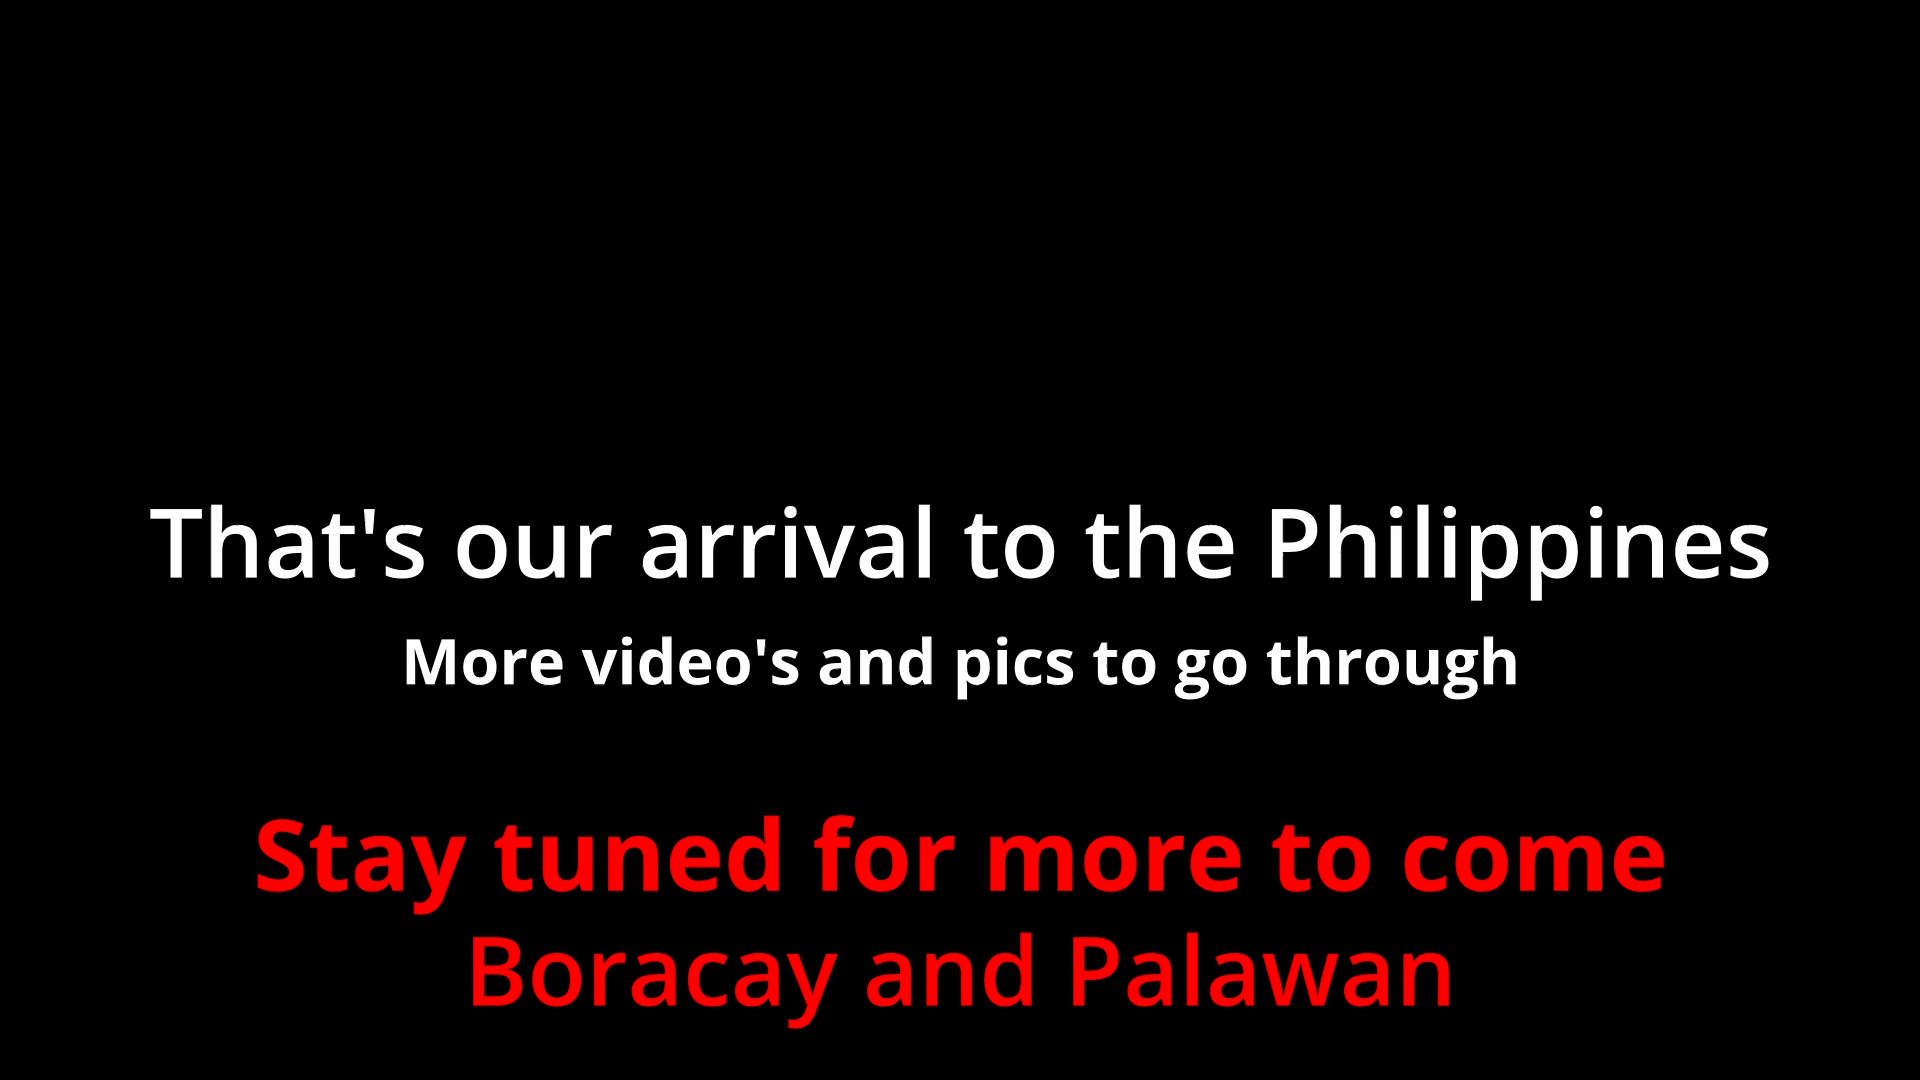 That's our arrival to the Philippines
More video's and pics to go through
Stay tuned for more to come
Boracay and Palawan